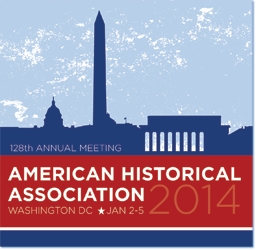 128th ANNUAL MEETING
AMERICAN HISTORICAL
ASSOCIATION 2014
WASHINGTON DC ★ JAN 2-5